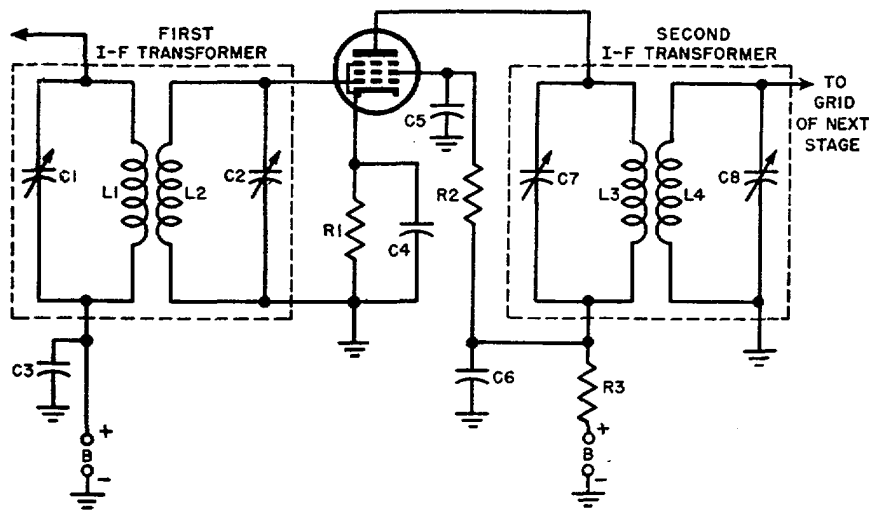 FIRST
I-F TRANSFORMER
SECOND
I-F TRANSFORMER
TO
GRID
OF NEXT
STAGE
C1
L1
L2
C2
R1
C4
C5
R2
C7
L3
L4
C8
C3
C6
R3
+
B
-
+
B
-